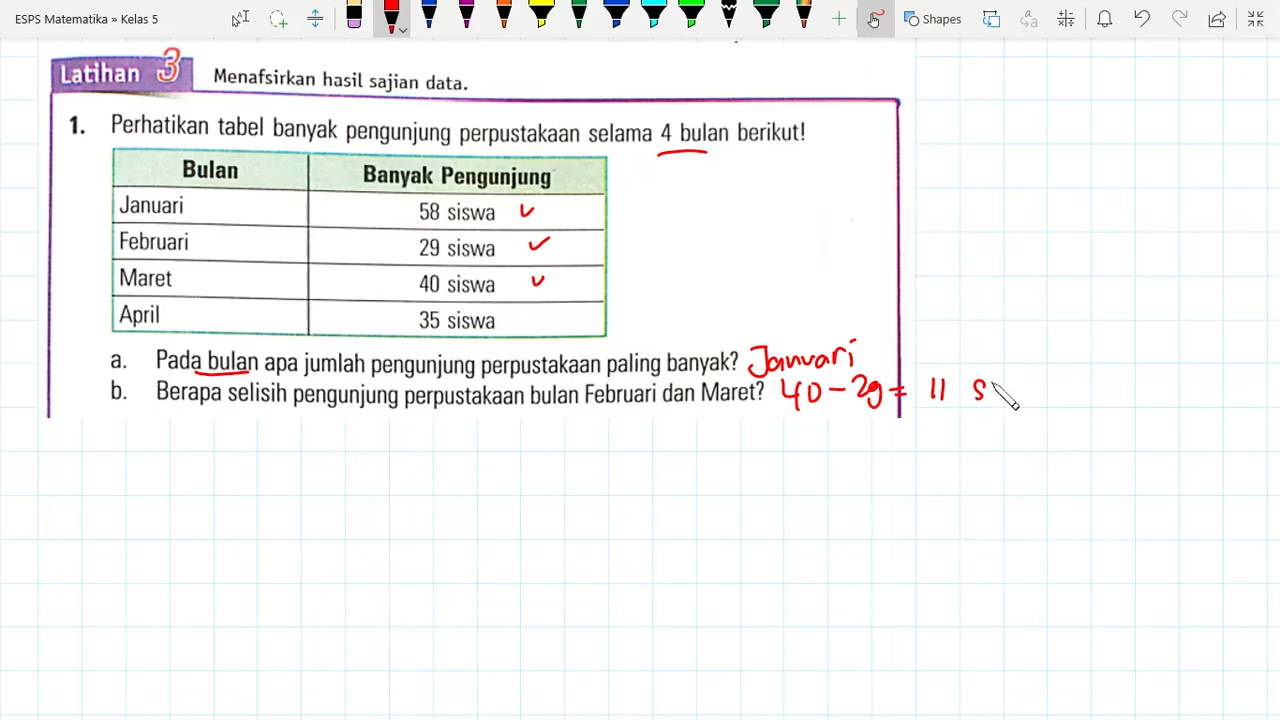 ESPS Matematika » Kelas 5
Shapes
Latihan 3 Menafsirkan hasil sajian data.
1. Perhatikan tabel banyak pengunjung perpustakaan selama 4 bulan berikut!
Bulan Banyak Pengunjung
Januari 58 siswa
Februari 29 siswa
Maret 40 siswa
April 35 siswa
a. Pada bulan apa jumlah pengunjung perpustakaan paling banyak? Januari
b. Berapa selisih pengunjung perpustakaan bulan Februari dan Maret? 40 - 29 = 11 s